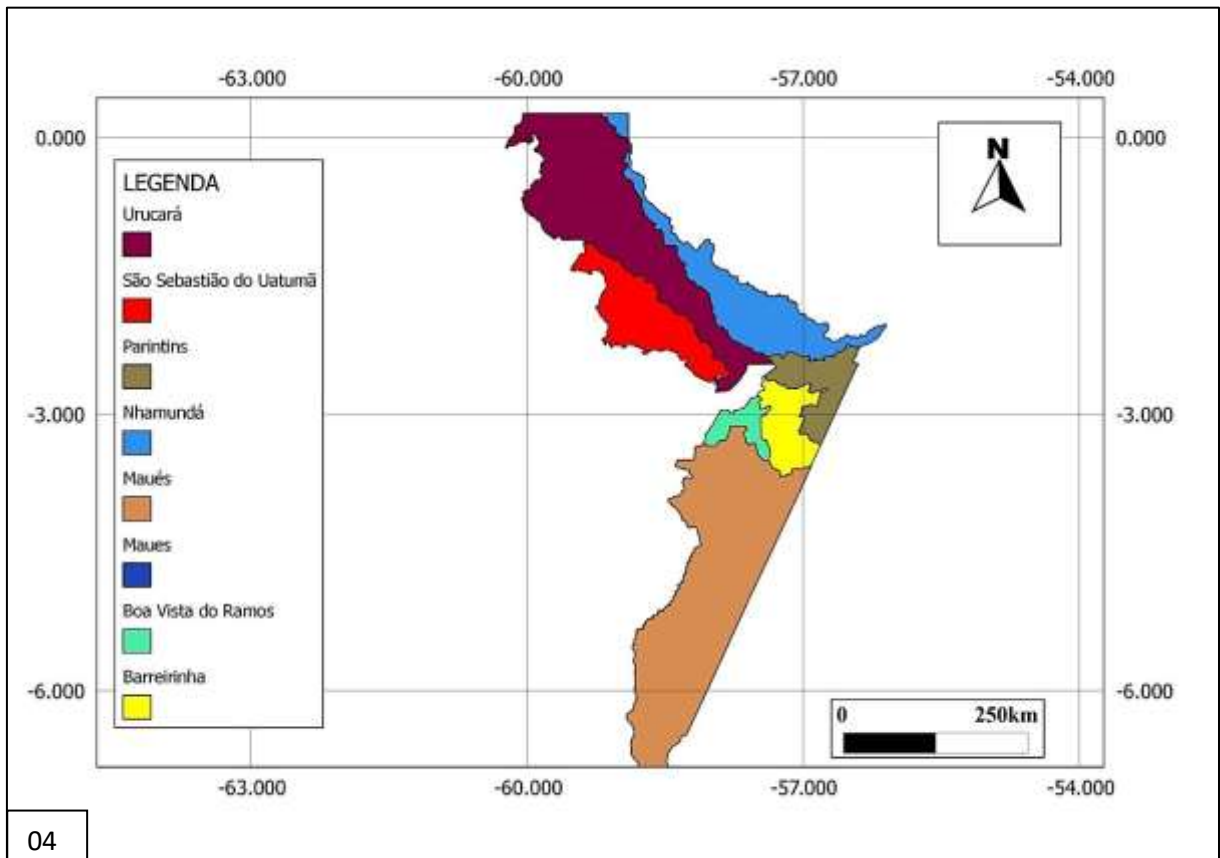 -63.000 -60.000 -57.000 -54.000
0.000 0.000
N
LEGENDA
Urucará
São Sebastião do Uatumã
Parintins
Nhamundá
-3.000 -3.000
Maués
Maues
Boa Vista do Ramos
Barreirinha
-6.000 -6.000
0 250km
-63.000 -60.000 -57.000 -54.000
04